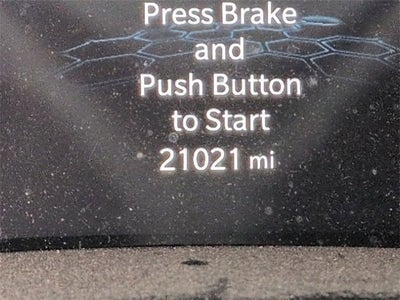 Press Brake
and
Push Button
to Start
21021 mi